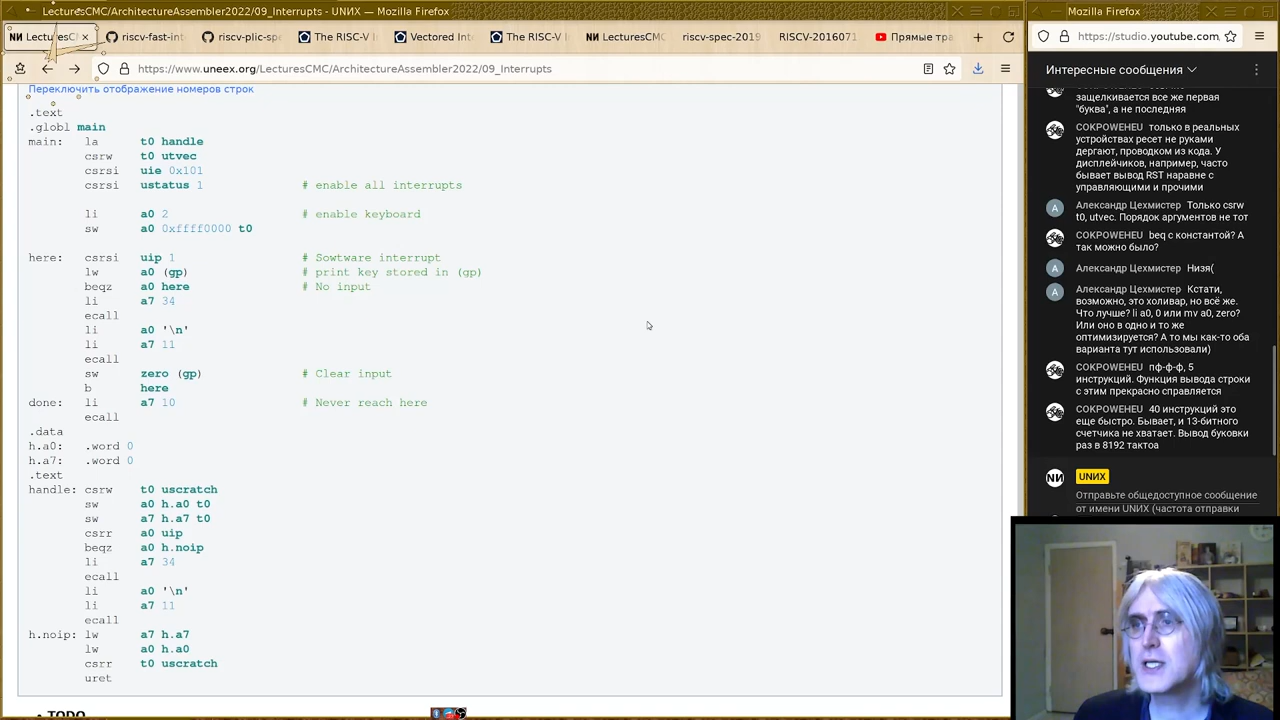 LecturesCMC/ArchitectureAssembler2022/09_Interrupts - UNИX — Mozilla Firefox
Mozilla Firefox
NИ LecturesC
riscv-fast-int
riscv-plic-spe
The RISC-V I
Vectored Inte
The RISC-V I
NИ LecturesCMC
riscv-spec-2019
RISCV-2016071
Прямые тра
https://www.uneex.org/LecturesCMC/ArchitectureAssembler2022/09_Interrupts
https://studio.youtube.com
Переключить отображение номеров строк
.text
.globl main
main: la t0 handle
csrw t0 utvec
csrsi uie 0x101
csrsi ustatus 1 # enable all interrupts
li a0 2 # enable keyboard
sw a0 0xffff0000 t0
here: csrsi uip 1 # Sowtware interrupt
lw a0 (gp) # print key stored in (gp)
beqz a0 here # No input
li a7 34
ecall
li a0 '\n'
li a7 11
ecall
sw zero (gp) # Clear input
b here
done: li a7 10 # Never reach here
ecall
.data
h.a0: .word 0
h.a7: .word 0
.text
handle: csrw t0 uscratch
sw a0 h.a0 t0
sw a7 h.a7 t0
csrr a0 uip
beqz a0 h.noip
li a7 34
ecall
li a0 '\n'
li a7 11
ecall
h.noip: lw a7 h.a7
lw a0 h.a0
csrr t0 uscratch
uret
• TODO
Интересные сообщения
защелкивается все же первая
"буква", а не последняя
COKPOWEHEU только в реальных
устройствах ресет не руками
дергают, проводком из кода. У
дисплейчиков, например, часто
бывает вывод RST наравне с
управляющими и прочими
А Александр Цехмистер Только csrw
t0, utvec. Порядок аргументов не тот
COKPOWEHEU beq с константой? А
так можно было?
А Александр Цехмистер Низя(
А Александр Цехмистер Кстати,
возможно, это холивар, но всё же.
Что лучше? li a0, 0 или mv a0, zero?
Или оно в одно и то же
оптимизируется? А то мы как-то оба
варианта тут использовали)
COKPOWEHEU пф-ф-ф, 5
инструкций. Функция вывода строки
с этим прекрасно справляется
COKPOWEHEU 40 инструкций это
еще быстро. Бывает, и 13-битного
счетчика не хватает. Вывод буковки
раз в 8192 тактоа
NИ UNИX
Отправьте общедоступное сообщение
от имени UNИX (частота отправки